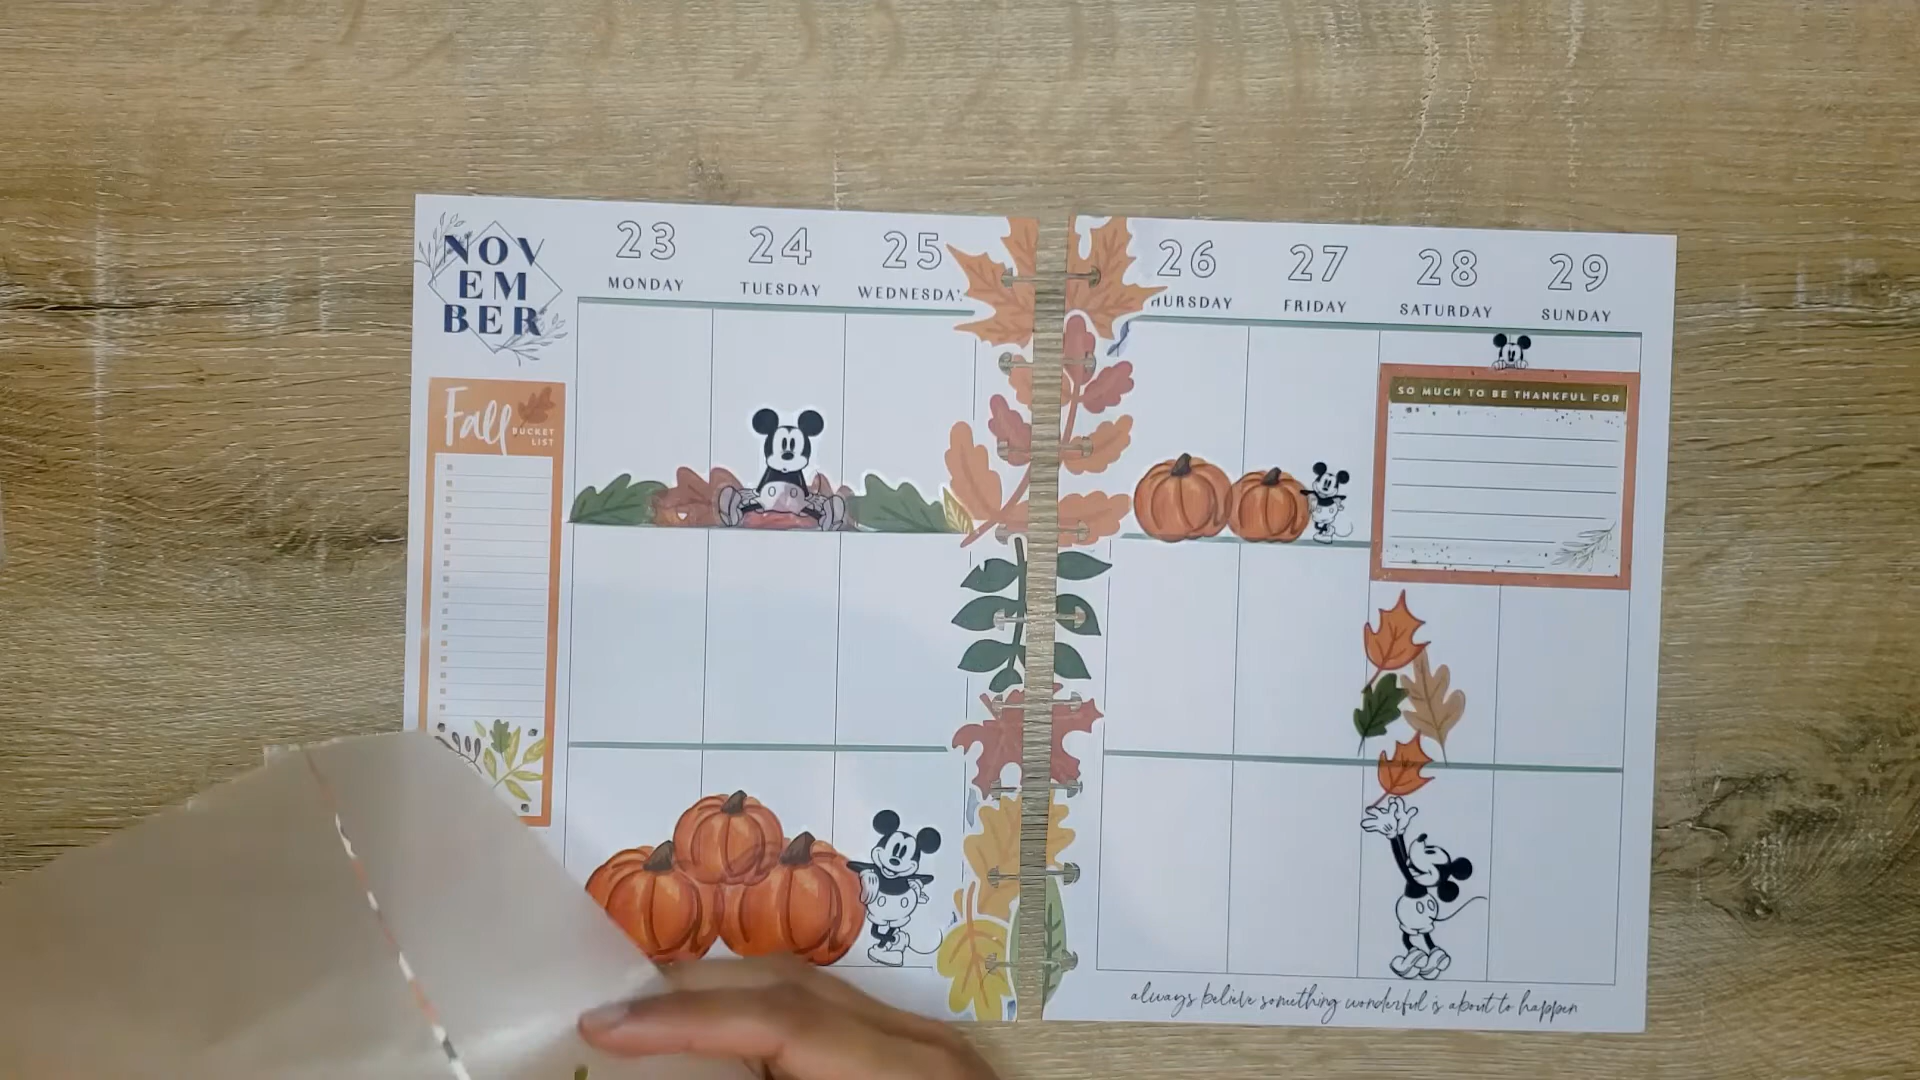 NOV
EM
BER
23 24 25
MONDAY TUESDAY WEDNESDAY
26 27 28 29
HURSDAY FRIDAY SATURDAY SUNDAY
Fall
BUCKET
LIST
SO MUCH TO BE THANKFUL FOR
always believe something wonderful is about to happen